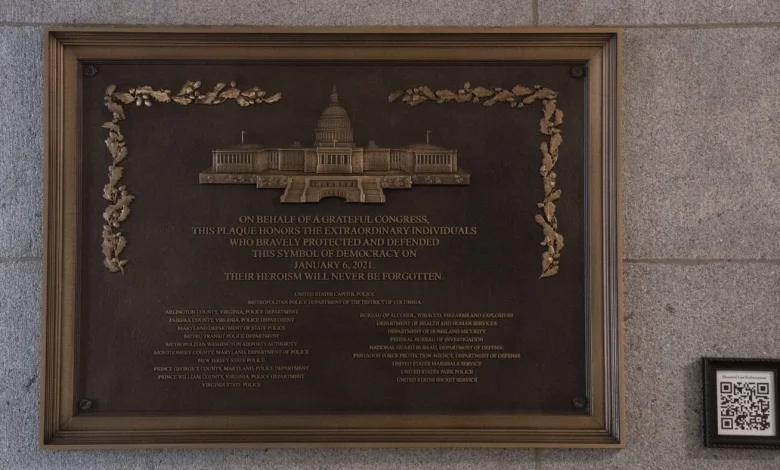 ON BEHALF OF A GRATEFUL CONGRESS,
THIS PLAQUE HONORS THE EXTRAORDINARY INDIVIDUALS
WHO BRAVELY PROTECTED AND DEFENDED
THIS SYMBOL OF DEMOCRACY ON
JANUARY 6, 2021.
THEIR HEROISM WILL NEVER BE FORGOTTEN.
UNITED STATES CAPITOL POLICE
METROPOLITAN POLICE DEPARTMENT OF THE DISTRICT OF COLUMBIA
ARLINGTON COUNTY, VIRGINIA, POLICE DEPARTMENT
FAIRFAX COUNTY, VIRGINIA, POLICE DEPARTMENT
MARYLAND DEPARTMENT OF STATE POLICE
METRO TRANSIT POLICE DEPARTMENT
METROPOLITAN WASHINGTON AIRPORTS AUTHORITY
MONTGOMERY COUNTY, MARYLAND, DEPARTMENT OF POLICE
NEW JERSEY STATE POLICE
PRINCE GEORGE'S COUNTY, MARYLAND, POLICE DEPARTMENT
PRINCE WILLIAM COUNTY, VIRGINIA, POLICE DEPARTMENT
VIRGINIA STATE POLICE
BUREAU OF ALCOHOL, TOBACCO, FIREARMS AND EXPLOSIVES
DEPARTMENT OF HEALTH AND HUMAN SERVICES
DEPARTMENT OF HOMELAND SECURITY
FEDERAL BUREAU OF INVESTIGATION
NATIONAL GUARD BUREAU, DEPARTMENT OF DEFENSE
PENTAGON FORCE PROTECTION AGENCY, DEPARTMENT OF DEFENSE
UNITED STATES MARSHALS SERVICE
UNITED STATES PARK POLICE
UNITED STATES SECRET SERVICE